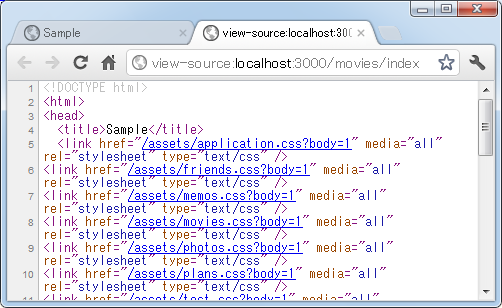 Sample
view-source:localhost:300
view-source:localhost:3000/movies/index
1 <!DOCTYPE html>
2 <html>
3 <head>
4 <title>Sample</title>
5 <link href="/assets/application.css?body=1" media="all"
rel="stylesheet" type="text/css" />
6 <link href="/assets/friends.css?body=1" media="all"
rel="stylesheet" type="text/css" />
7 <link href="/assets/memos.css?body=1" media="all"
rel="stylesheet" type="text/css" />
8 <link href="/assets/movies.css?body=1" media="all"
rel="stylesheet" type="text/css" />
9 <link href="/assets/photos.css?body=1" media="all"
rel="stylesheet" type="text/css" />
10 <link href="/assets/plans.css?body=1" media="all"
rel="stylesheet" type="text/css" />
<link href="/assets/test.css?body=1" media="all"